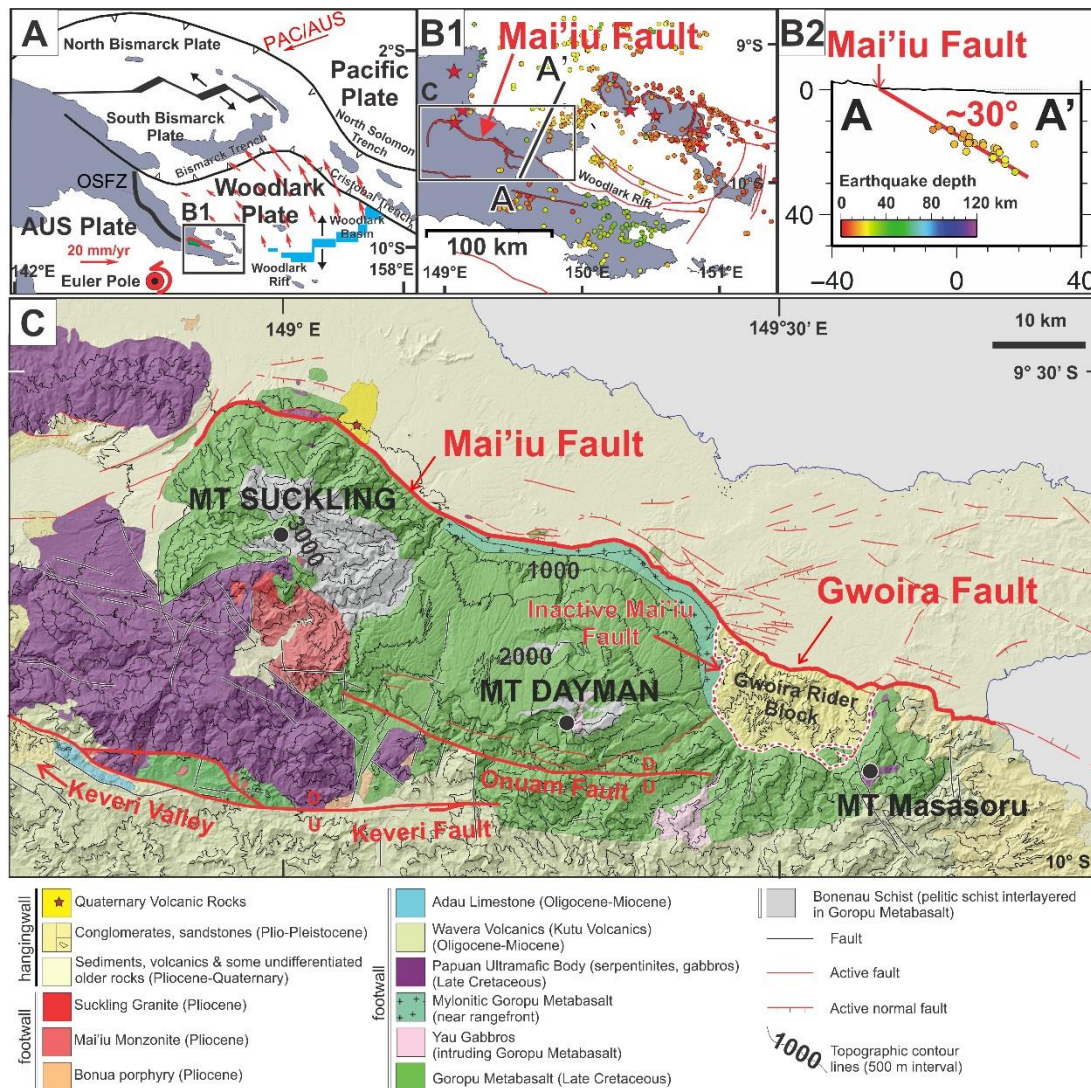 A
North Bismarck Plate
PAC/AUS
2°S
Pacific
Plate
South Bismarck
Plate
North Solomon
Trench
Bismarck Trench
OSFZ
Woodlark
Plate
Cristobal Trench
B1
AUS Plate
20 mm/yr
Woodlark
Basin
10°S
142°E
Euler Pole
Woodlark
Rift
158°E
B1
Mai'iu Fault
9°S
A'
C
Woodlark Rift
10°S
A
100 km
149°E
150°E
151°E
B2
Mai'iu Fault
0
A
~30°
A'
Earthquake depth
40
0
40
80
120 km
−40
0
40
C
149° E
149°30' E
10 km
9° 30' S
Mai'iu Fault
MT SUCKLING
3000
1000
Gwoira Fault
Inactive Mai'iu
Fault
2000
MT DAYMAN
Gwoira Rider
Block
D
Onuam Fault
U
MT Masasoru
Keveri Valley
D
U
Keveri Fault
10° S
hangingwall
Quaternary Volcanic Rocks
Conglomerates, sandstones (Plio-Pleistocene)
Sediments, volcanics & some undifferentiated
older rocks (Pliocene-Quaternary)
footwall
Suckling Granite (Pliocene)
Mai'iu Monzonite (Pliocene)
Bonua porphyry (Pliocene)
footwall
Adau Limestone (Oligocene-Miocene)
Wavera Volcanics (Kutu Volcanics)
(Oligocene-Miocene)
Papuan Ultramafic Body (serpentinites, gabbros)
(Late Cretaceous)
Mylonitic Goropu Metabasalt
(near rangefront)
Yau Gabbros
(intruding Goropu Metabasalt)
Goropu Metabasalt (Late Cretaceous)
Bonenau Schist (pelitic schist interlayered
in Goropu Metabasalt)
Fault
Active fault
Active normal fault
1000
Topographic contour
lines (500 m interval)